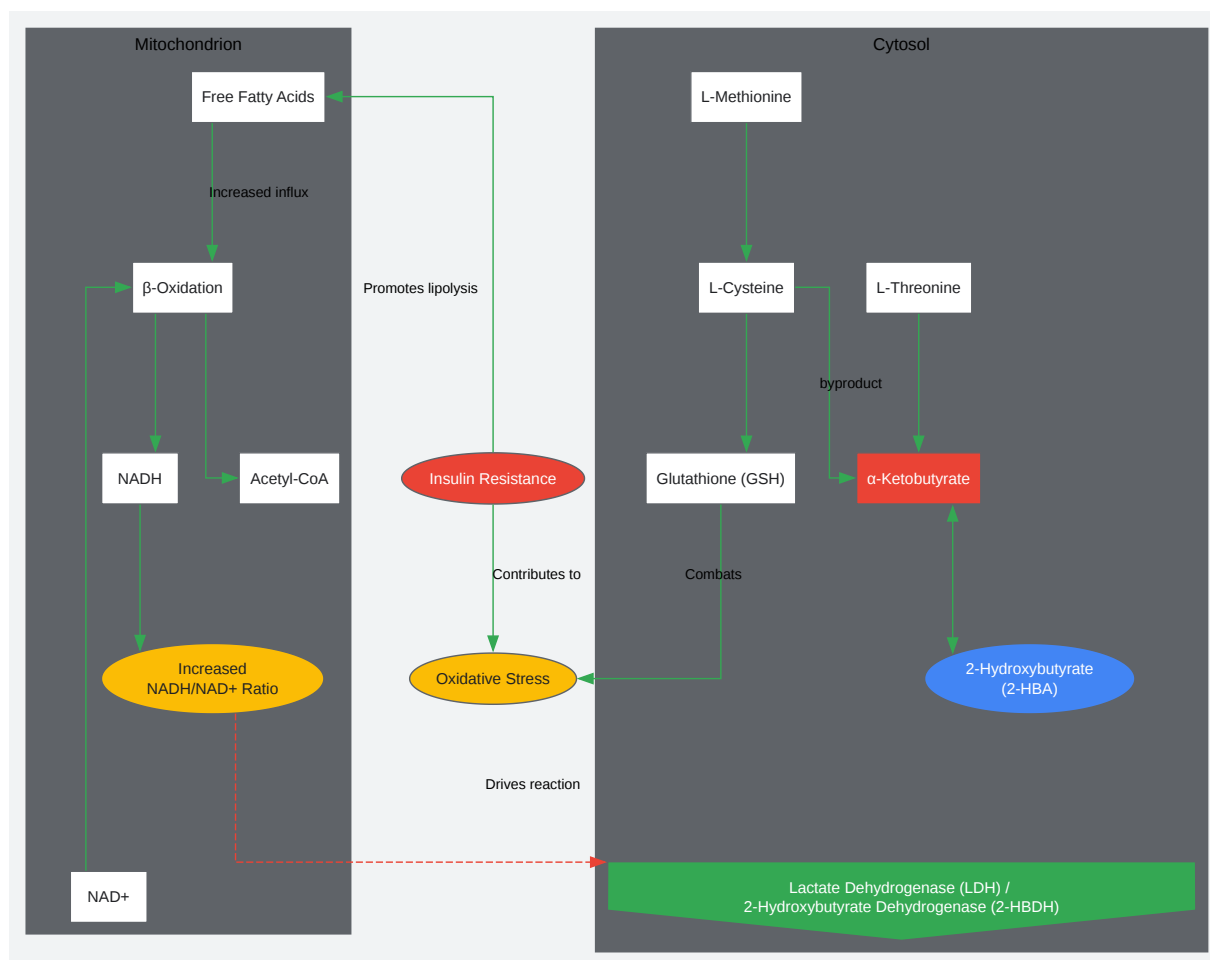 Mitochondrion
Cytosol
Free Fatty Acids
L-Methionine
Increased influx
β-Oxidation
Promotes lipolysis
L-Cysteine
L-Threonine
byproduct
NADH
Acetyl-CoA
Insulin Resistance
Glutathione (GSH)
α-Ketobutyrate
Contributes to
Combats
Increased
NADH/NAD+ Ratio
Oxidative Stress
2-Hydroxybutyrate
(2-HBA)
Drives reaction
NAD+
Lactate Dehydrogenase (LDH) /
2-Hydroxybutyrate Dehydrogenase (2-HBDH)